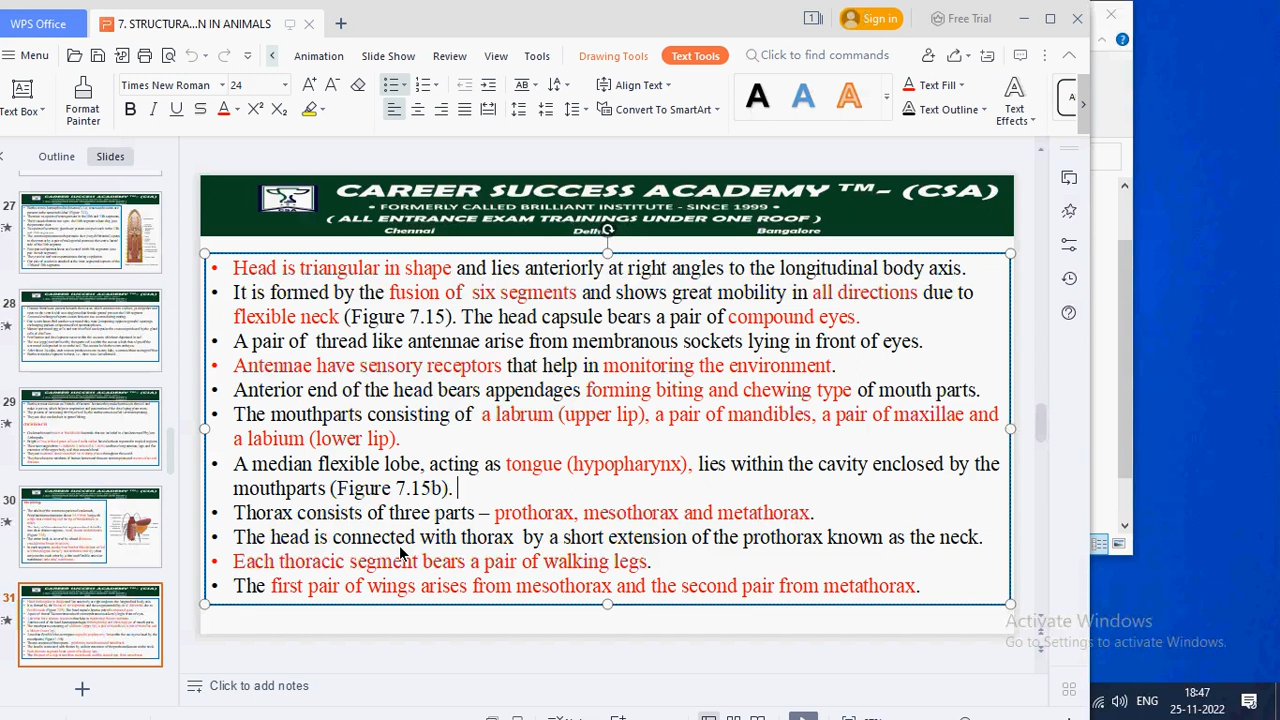 WPS Office
7. STRUCTURA...N IN ANIMALS
Sign in
Free Trial
Menu
Animation
Slide Show
Review
View
Tools
Drawing Tools
Text Tools
Click to find commands
Text Box
Format Painter
Times New Roman
24
Align Text
Convert To SmartArt
Text Fill
Text Outline
Text Effects
Outline
Slides
27
28
29
30
31
CAREER SUCCESS ACADEMY ™- (CSA)
• FORMERLY CALLED BRILLIANT INSTITUTE - SINCE 1999 •
(ALL ENTRANCE EXAM TRAININGS UNDER ONE ROOF)
Chennai
Delhi
Bangalore
• Head is triangular in shape and lies anteriorly at right angles to the longitudinal body axis.
• It is formed by the fusion of six segments and shows great mobility in all directions due to
flexible neck (Figure 7.15). The head capsule bears a pair of compound eyes.
• A pair of thread like antennae arise from membranous sockets lying in front of eyes.
• Antennae have sensory receptors that help in monitoring the environment.
• Anterior end of the head bears appendages forming biting and chewing type of mouthparts.
• The mouthparts consisting of a labrum (upper lip), a pair of mandibles, a pair of maxillae and
a labium (lower lip).
• A median flexible lobe, acting as tongue (hypopharynx), lies within the cavity enclosed by the
mouthparts (Figure 7.15b).
• Thorax consists of three parts – prothorax, mesothorax and metathorax.
• The head is connected with thorax by a short extension of the prothorax known as the neck.
• Each thoracic segment bears a pair of walking legs.
• The first pair of wings arises from mesothorax and the second pair from metathorax.
Activate Windows
Go to Settings to activate Windows.
Click to add notes
ENG
18:47
25-11-2022